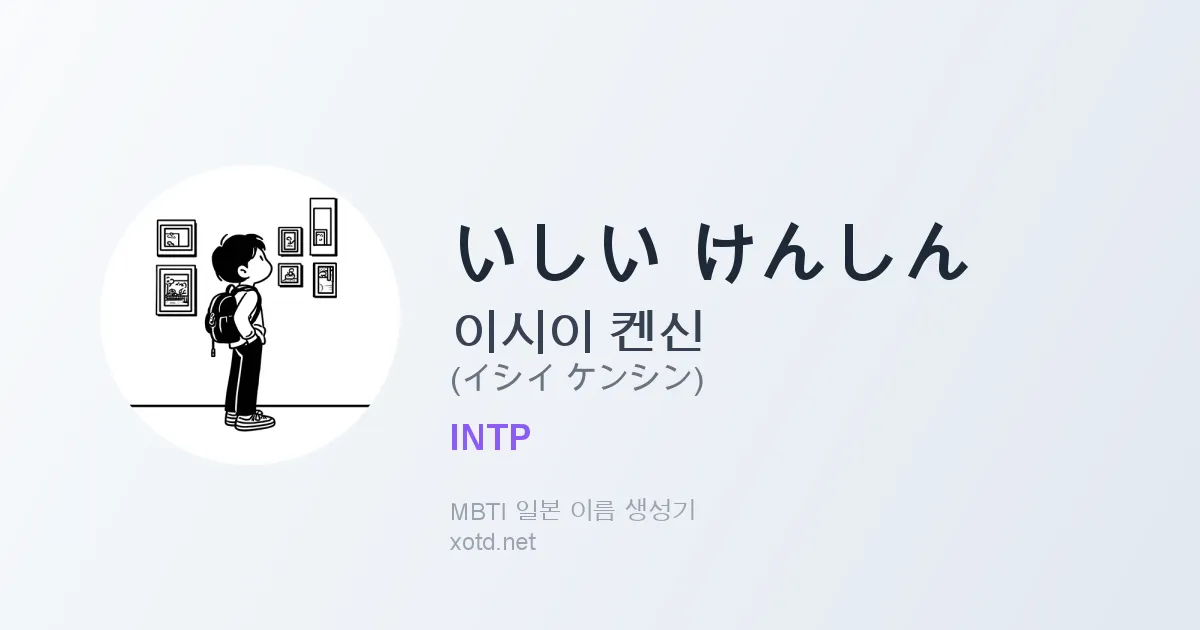 いしい けんしん
이시이 켄신
(イシイ ケンシン)
INTP
MBTI 일본 이름 생성기
xotd.net